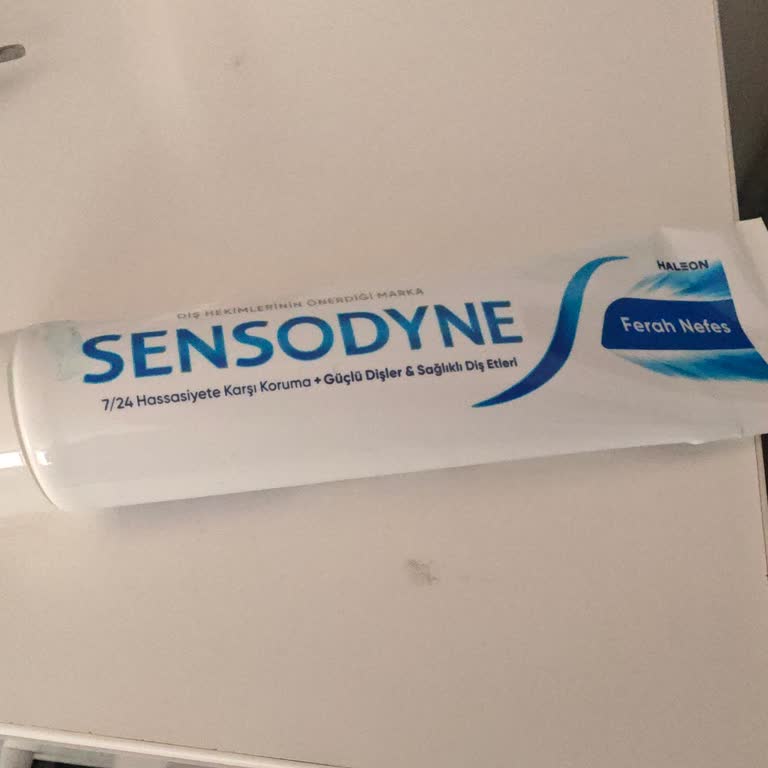 DİŞ HEKİMLERİNİN ÖNERDİĞİ MARKA
SENSODYNE
7/24 Hassasiyete Karşı Koruma + Güçlü Dişler & Sağlıklı Diş Etleri
HALEON
Ferah Nefes